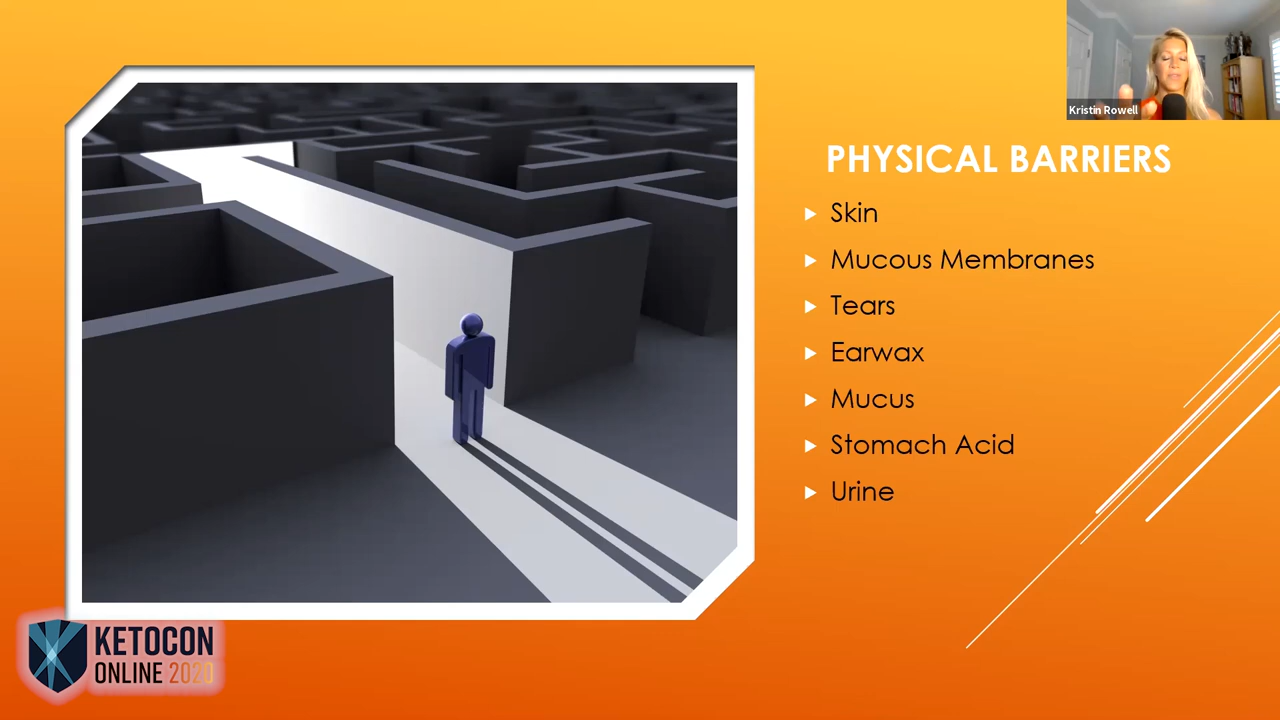 Kristin Rowell
PHYSICAL BARRIERS
Skin
Mucous Membranes
Tears
Earwax
Mucus
Stomach Acid
Urine
KETOCON
ONLINE 2020